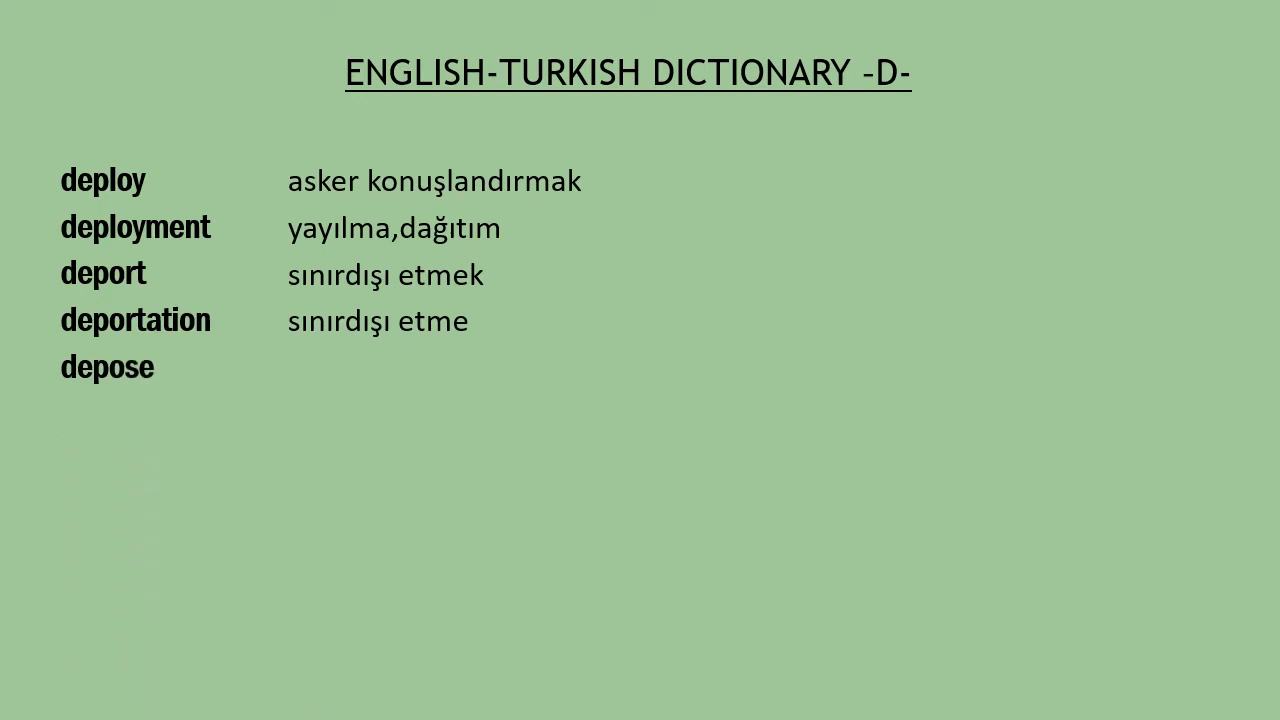 ENGLISH-TURKISH DICTIONARY –D-
deploy asker konuşlandırmak
deployment yayılma,dağıtım
deport sınırdışı etmek
deportation sınırdışı etme
depose